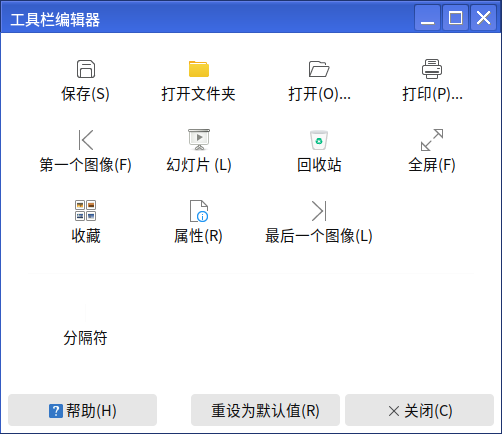 工具栏编辑器
保存(S) 打开文件夹 打开(O)... 打印(P)...
第一个图像(F) 幻灯片 (L) 回收站 全屏(F)
收藏 属性(R) 最后一个图像(L)
分隔符
帮助(H) 重设为默认值(R) 关闭(C)